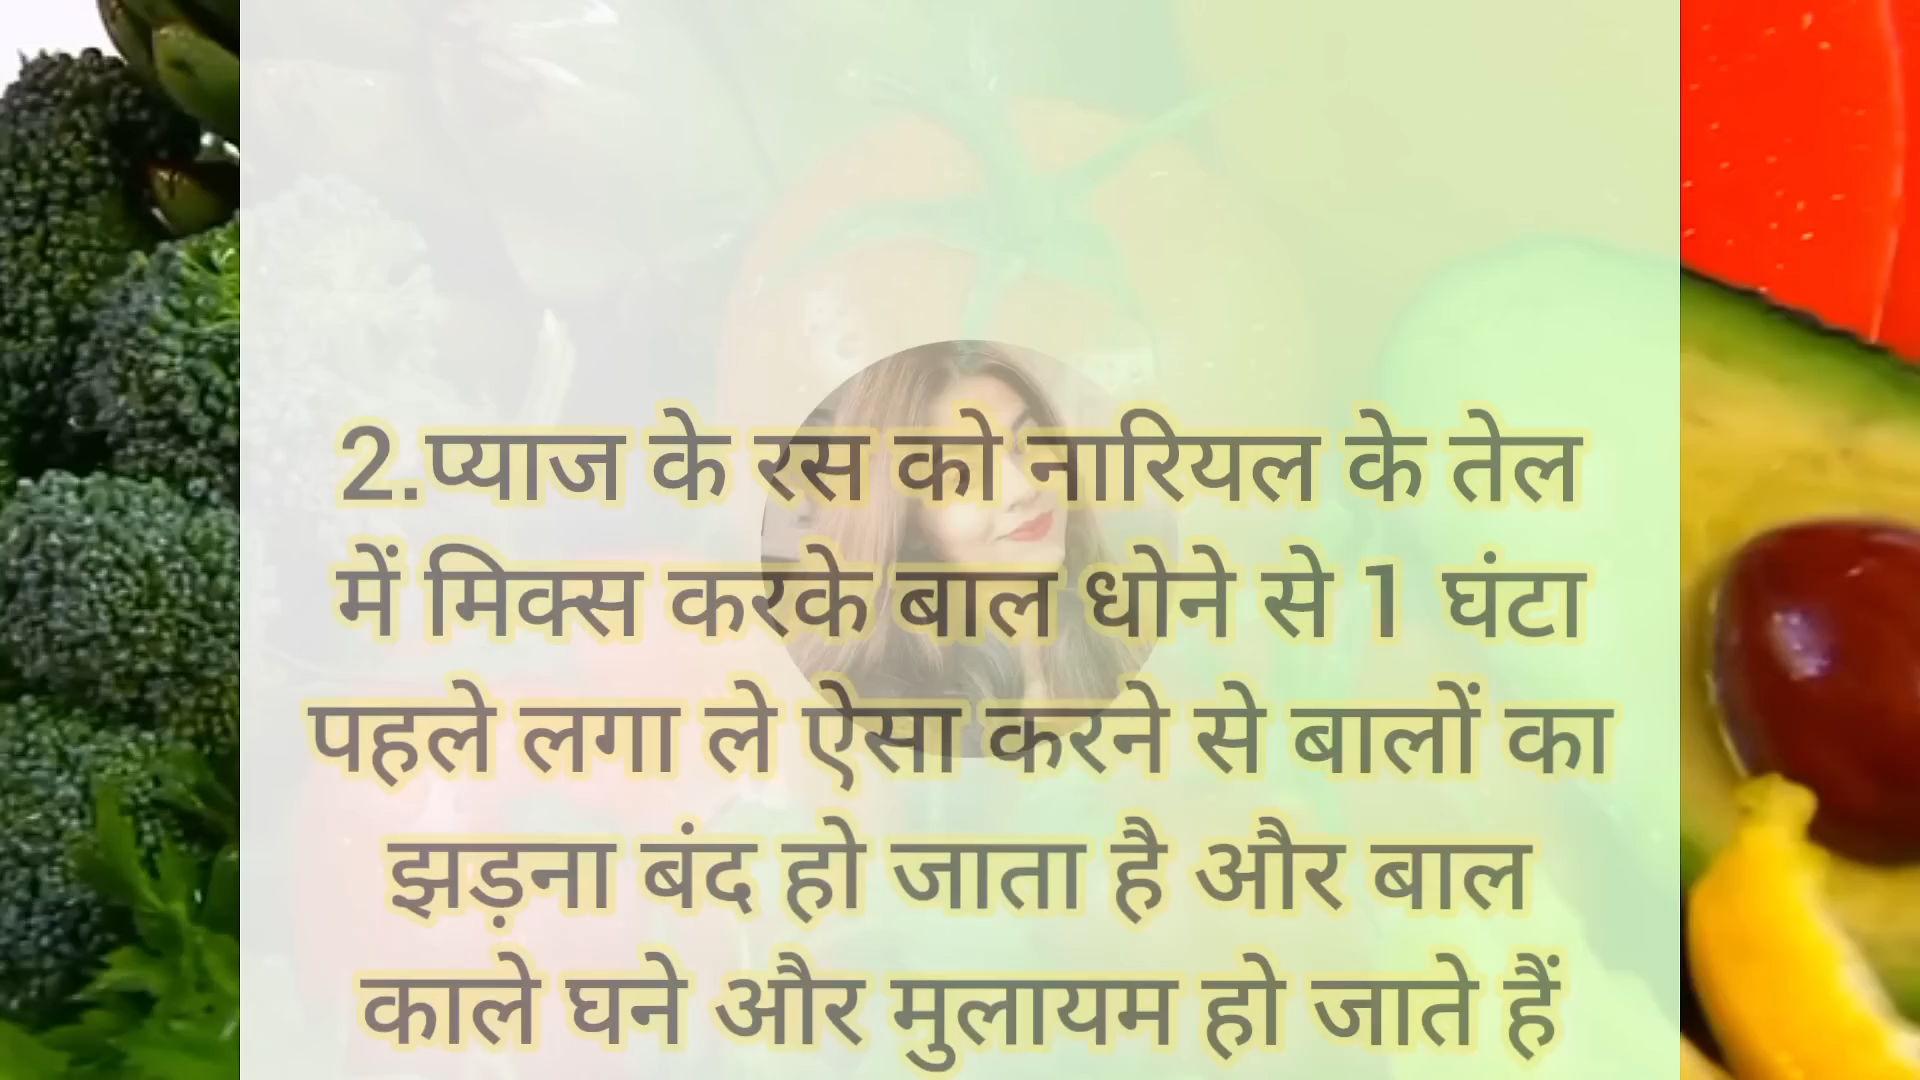 2.प्याज के रस को नारियल के तेल
में मिक्स करके बाल धोने से 1 घंटा
पहले लगा ले ऐसा करने से बालों का
झड़ना बंद हो जाता है और बाल
काले घने और मुलायम हो जाते हैं